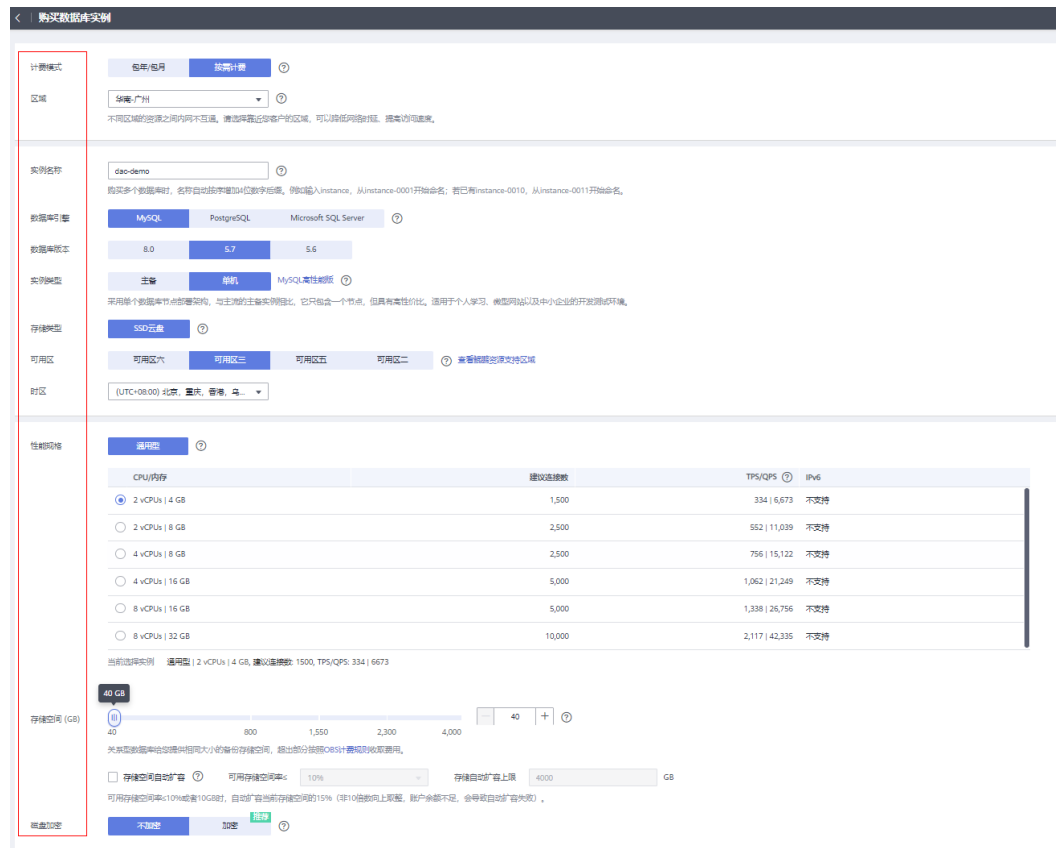 购买数据库实例
计费模式 包年/包月 按需计费
区域 华南-广州
不同区域的资源之间内网不互通。请选择靠近您客户的区域，可以降低网络时延、提高访问速度。
实例名称 dao-demo
购买多个数据库时，名称自动按序增加4位数字后缀。例如输入instance，从instance-0001开始命名；若已有instance-0010，从instance-0011开始命名。
数据库引擎 MySQL PostgreSQL Microsoft SQL Server
数据库版本 8.0 5.7 5.6
实例类型 主备 单机 MySQL高性能版
采用单个数据库节点部署架构，与主流的主备实例相比，它只包含一个节点，但具有高性价比。适用于个人学习、微型网站以及中小企业的开发测试环境。
存储类型 SSD云盘
可用区 可用区六 可用区三 可用区五 可用区二 查看鲲鹏资源支持区域
时区 (UTC+08:00) 北京，重庆，香港，乌...
性能规格 通用型
CPU/内存 建议连接数 TPS/QPS IPv6
2 vCPUs | 4 GB 1,500 334 | 6,673 不支持
2 vCPUs | 8 GB 2,500 552 | 11,039 不支持
4 vCPUs | 8 GB 2,500 756 | 15,122 不支持
4 vCPUs | 16 GB 5,000 1,062 | 21,249 不支持
8 vCPUs | 16 GB 5,000 1,338 | 26,756 不支持
8 vCPUs | 32 GB 10,000 2,117 | 42,335 不支持
当前选择实例 通用型 | 2 vCPUs | 4 GB, 建议连接数: 1500, TPS/QPS: 334 | 6673
40 GB
存储空间 (GB) 40
40 800 1,550 2,300 4,000
关系型数据库给您提供相同大小的备份存储空间，超出部分按照OBS计费规则收取费用。
存储空间自动扩容 可用存储空间率≤ 10% 存储自动扩容上限 4000 GB
可用存储空间率≤10%或者10GB时，自动扩容当前存储空间的15%（非10倍数向上取整，账户余额不足，会导致自动扩容失败）。
磁盘加密 不加密 加密 推荐